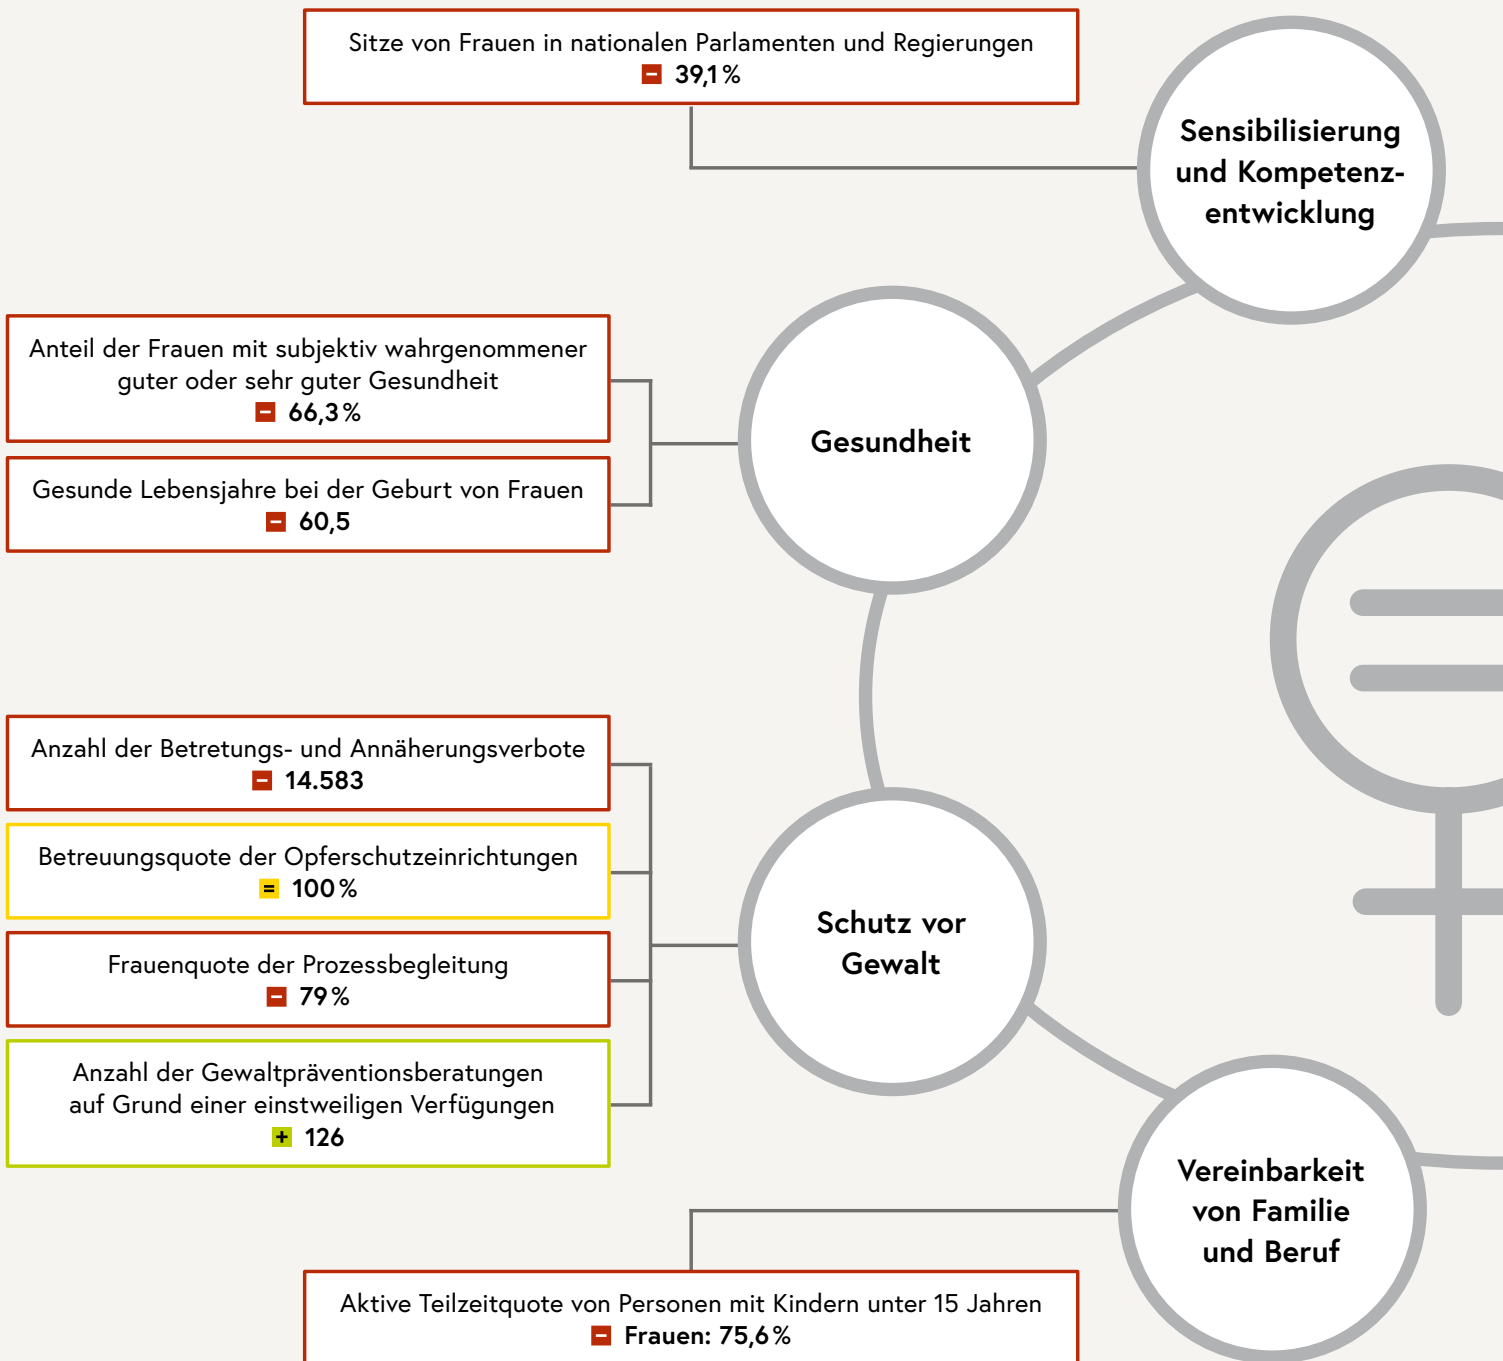 Sitze von Frauen in nationalen Parlamenten und Regierungen
- 39,1 %
Sensibilisierung
und Kompetenz-
entwicklung
Anteil der Frauen mit subjektiv wahrgenommener
guter oder sehr guter Gesundheit
- 66,3 %
Gesunde Lebensjahre bei der Geburt von Frauen
- 60,5
Gesundheit
Anzahl der Betretungs- und Annäherungsverbote
- 14.583
Betreuungsquote der Opferschutzeinrichtungen
= 100 %
Frauenquote der Prozessbegleitung
- 79 %
Anzahl der Gewaltpräventionsberatungen
auf Grund einer einstweiligen Verfügungen
+ 126
Schutz vor
Gewalt
Vereinbarkeit
von Familie
und Beruf
Aktive Teilzeitquote von Personen mit Kindern unter 15 Jahren
- Frauen: 75,6 %